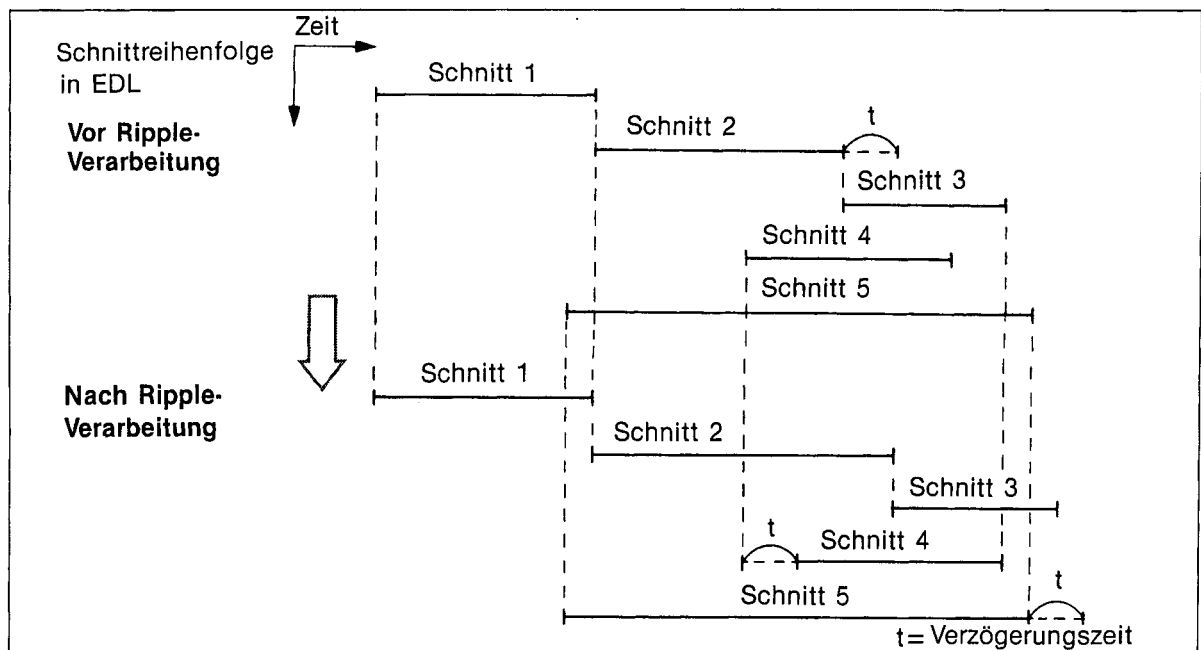 Zeit
Schnittreihenfolge
in EDL
Schnitt 1
Vor Ripple-
Verarbeitung
Schnitt 2
t
Schnitt 3
Schnitt 4
Schnitt 5
Schnitt 1
Nach Ripple-
Verarbeitung
Schnitt 2
Schnitt 3
t
Schnitt 4
t
Schnitt 5
t= Verzögerungszeit